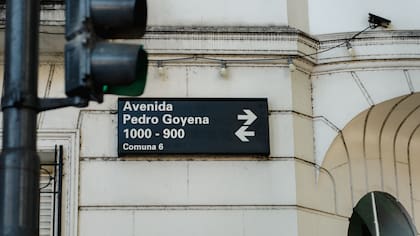 Avenida
Pedro Goyena
1000 - 900
Comuna 6